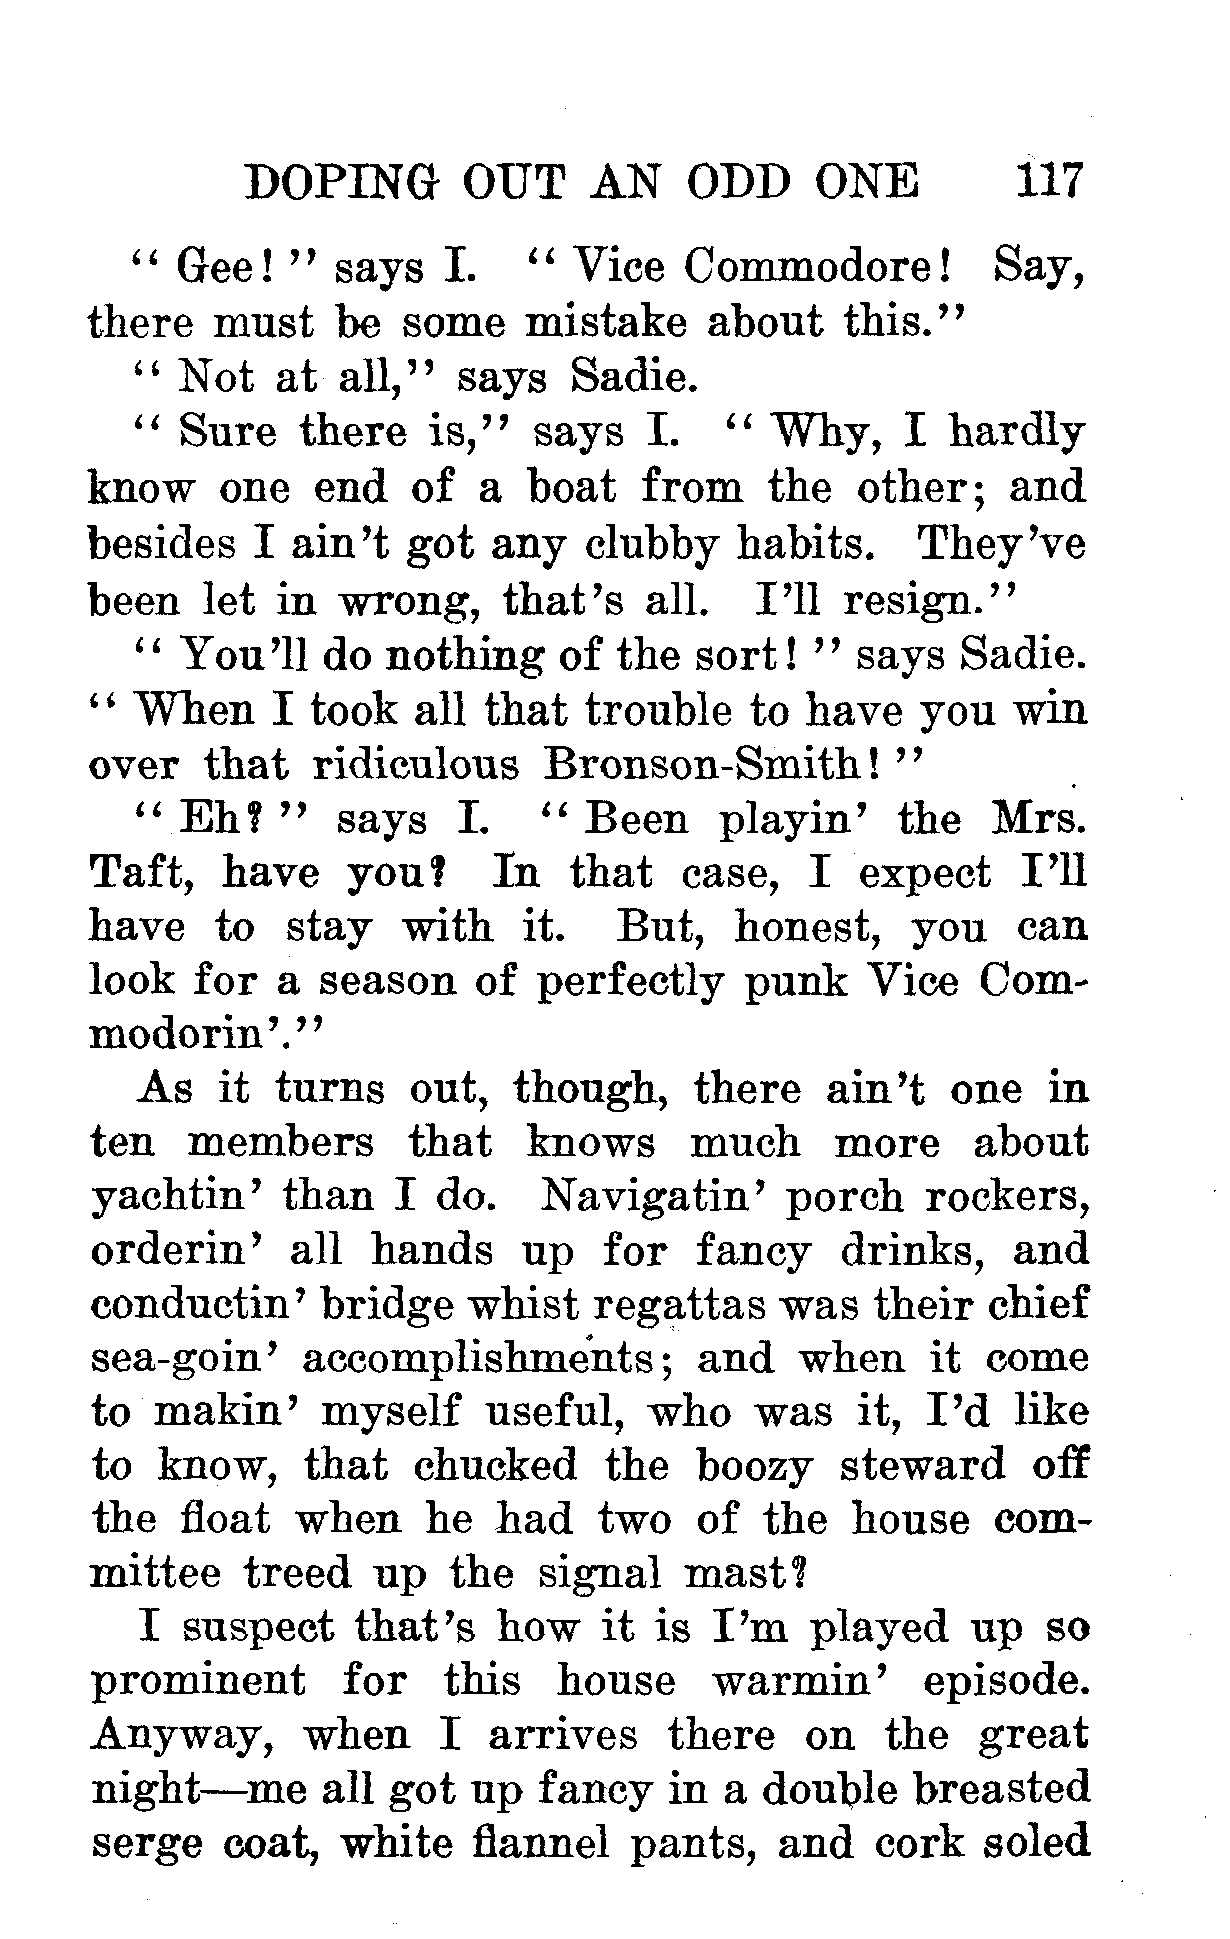 DOPING OUT AN ODD ONE 117
“ Gee! ” says I. “ Vice Commodore! Say,
there must be some mistake about this.”
“ Not at all,” says Sadie.
“ Sure there is,” says I. “ Why, I hardly
know one end of a boat from the other; and
besides I ain’t got any clubby habits. They’ve
been let in wrong, that’s all. I’ll resign.”
“ You’ll do nothing of the sort! ” says Sadie.
“ When I took all that trouble to have you win
over that ridiculous Bronson-Smith! ”
“ Eh? ” says I. “ Been playin’ the Mrs.
Taft, have you? In that case, I expect I’ll
have to stay with it. But, honest, you can
look for a season of perfectly punk Vice Com-
modorin’.”
As it turns out, though, there ain’t one in
ten members that knows much more about
yachtin’ than I do. Navigatin’ porch rockers,
orderin’ all hands up for fancy drinks, and
conductin’ bridge whist regattas was their chief
sea-goin’ accomplishments; and when it come
to makin’ myself useful, who was it, I’d like
to know, that chucked the boozy steward off
the float when he had two of the house com-
mittee treed up the signal mast?
I suspect that’s how it is I’m played up so
prominent for this house warmin’ episode.
Anyway, when I arrives there on the great
night—me all got up fancy in a double breasted
serge coat, white flannel pants, and cork soled